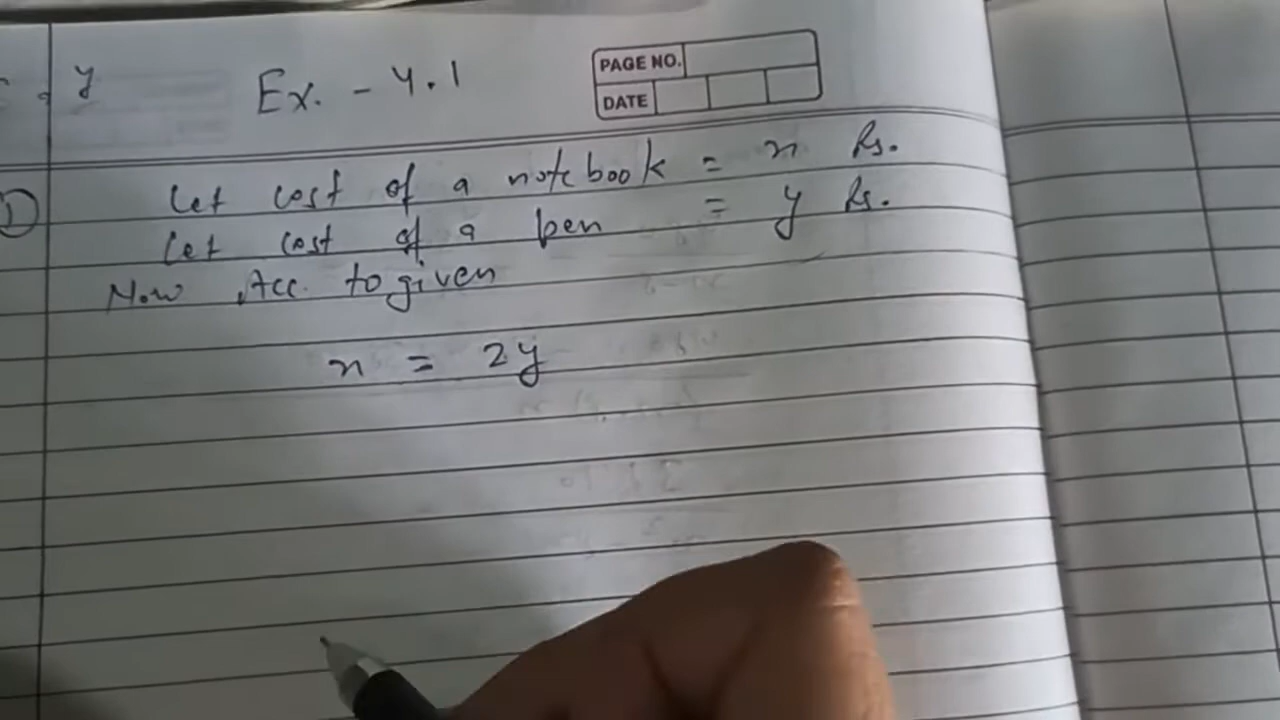 y
Ex. - 4.1
PAGE NO.
DATE
1
Let cost of a notebook = x Rs.
Let cost of a pen = y Rs.
Now Acc. to given
x = 2y